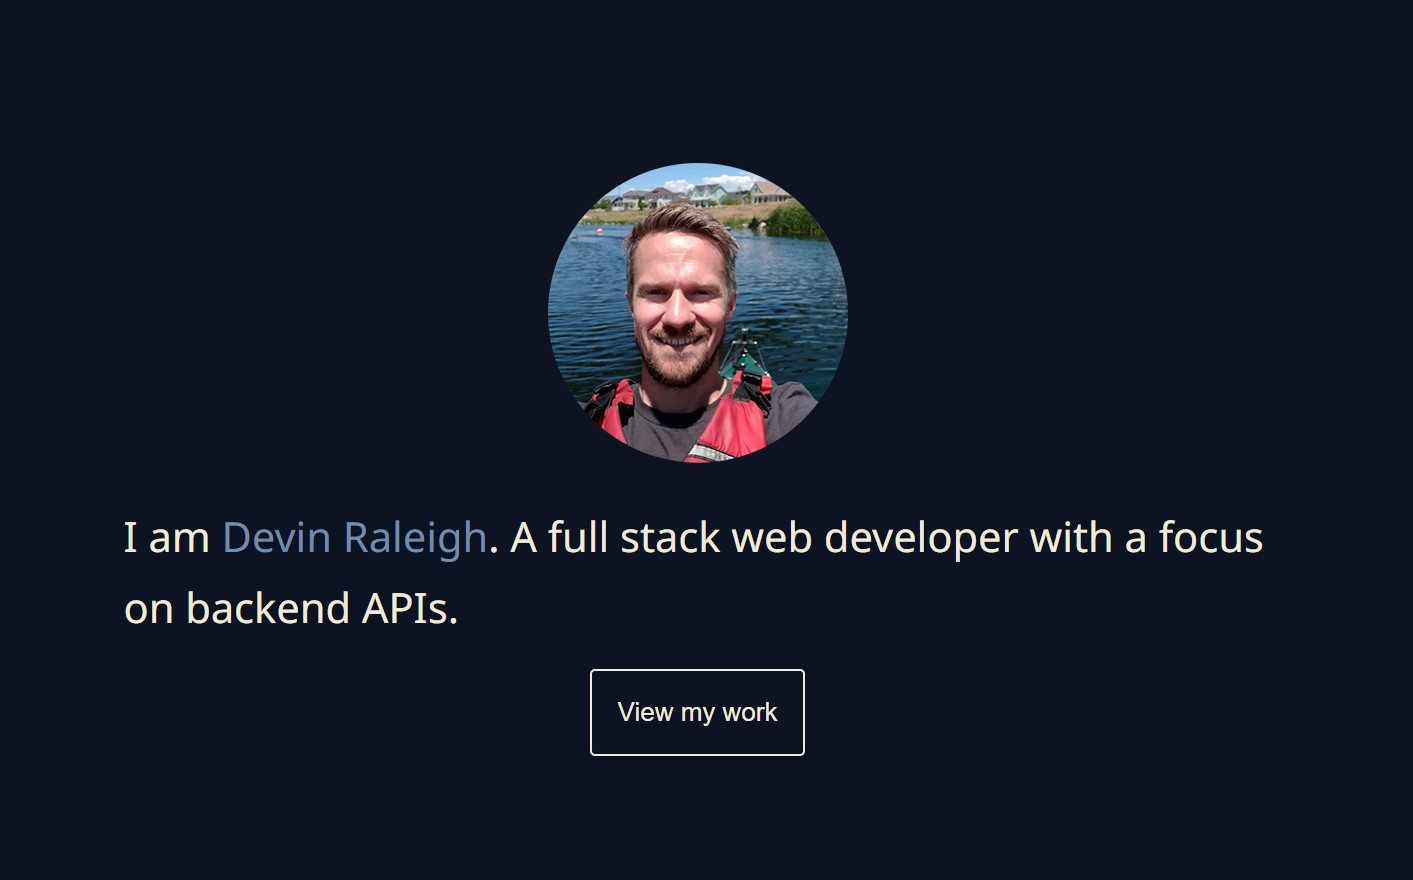 I am Devin Raleigh. A full stack web developer with a focus
on backend APIs.
View my work